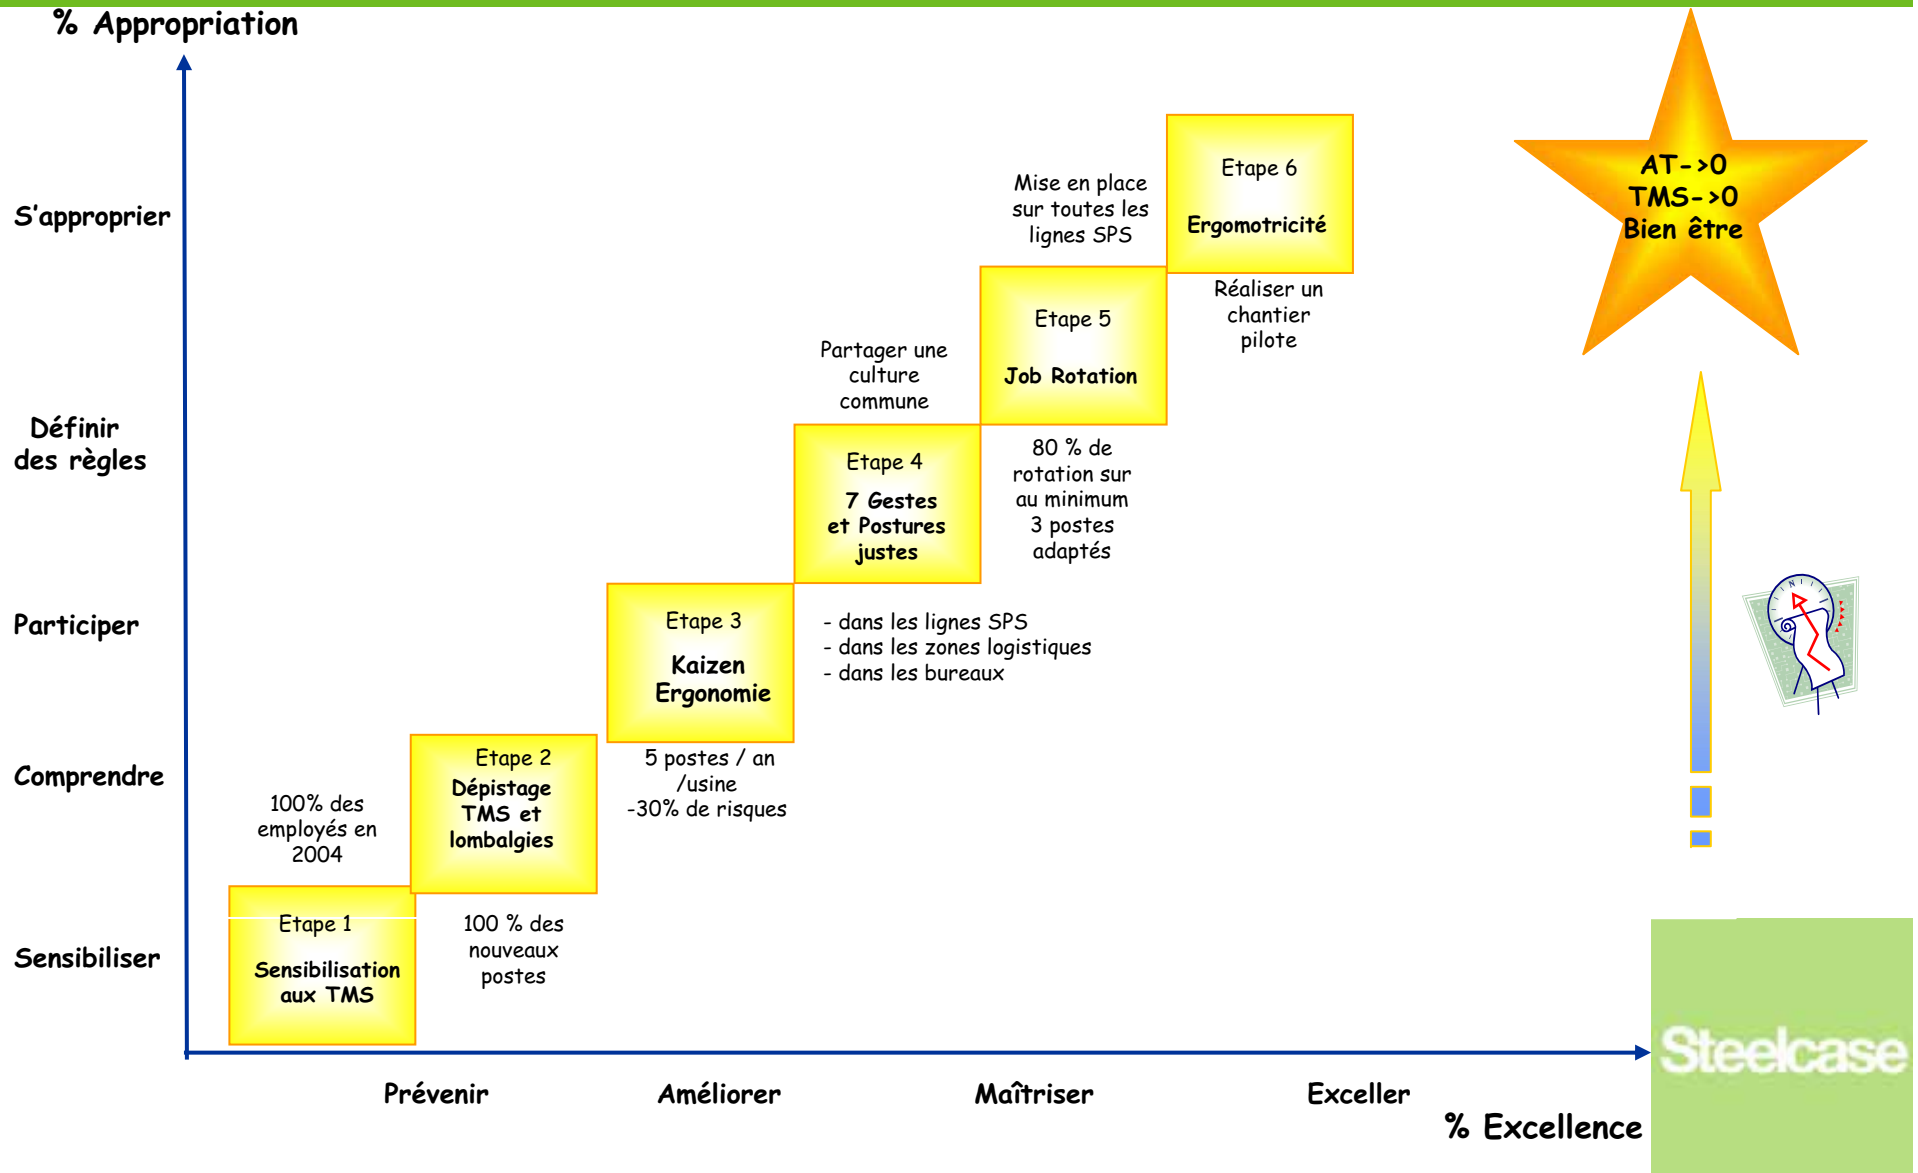 % Appropriation
S'approprier
Définir
des règles
Participer
Comprendre
Sensibiliser
Etape 1
Sensibilisation
aux TMS
100% des
employés en
2004
Etape 2
Dépistage
TMS et
lombalgies
100 % des
nouveaux
postes
Etape 3
Kaizen
Ergonomie
5 postes / an
/usine
-30% de risques
Etape 4
7 Gestes
et Postures
justes
Partager une
culture
commune
- dans les lignes SPS
- dans les zones logistiques
- dans les bureaux
Etape 5
Job Rotation
Mise en place
sur toutes les
lignes SPS
80 % de
rotation sur
au minimum
3 postes
adaptés
Etape 6
Ergomotricité
Réaliser un
chantier
pilote
AT->0
TMS->0
Bien être
N
Prévenir
Améliorer
Maîtriser
Exceller
% Excellence
Steelcase